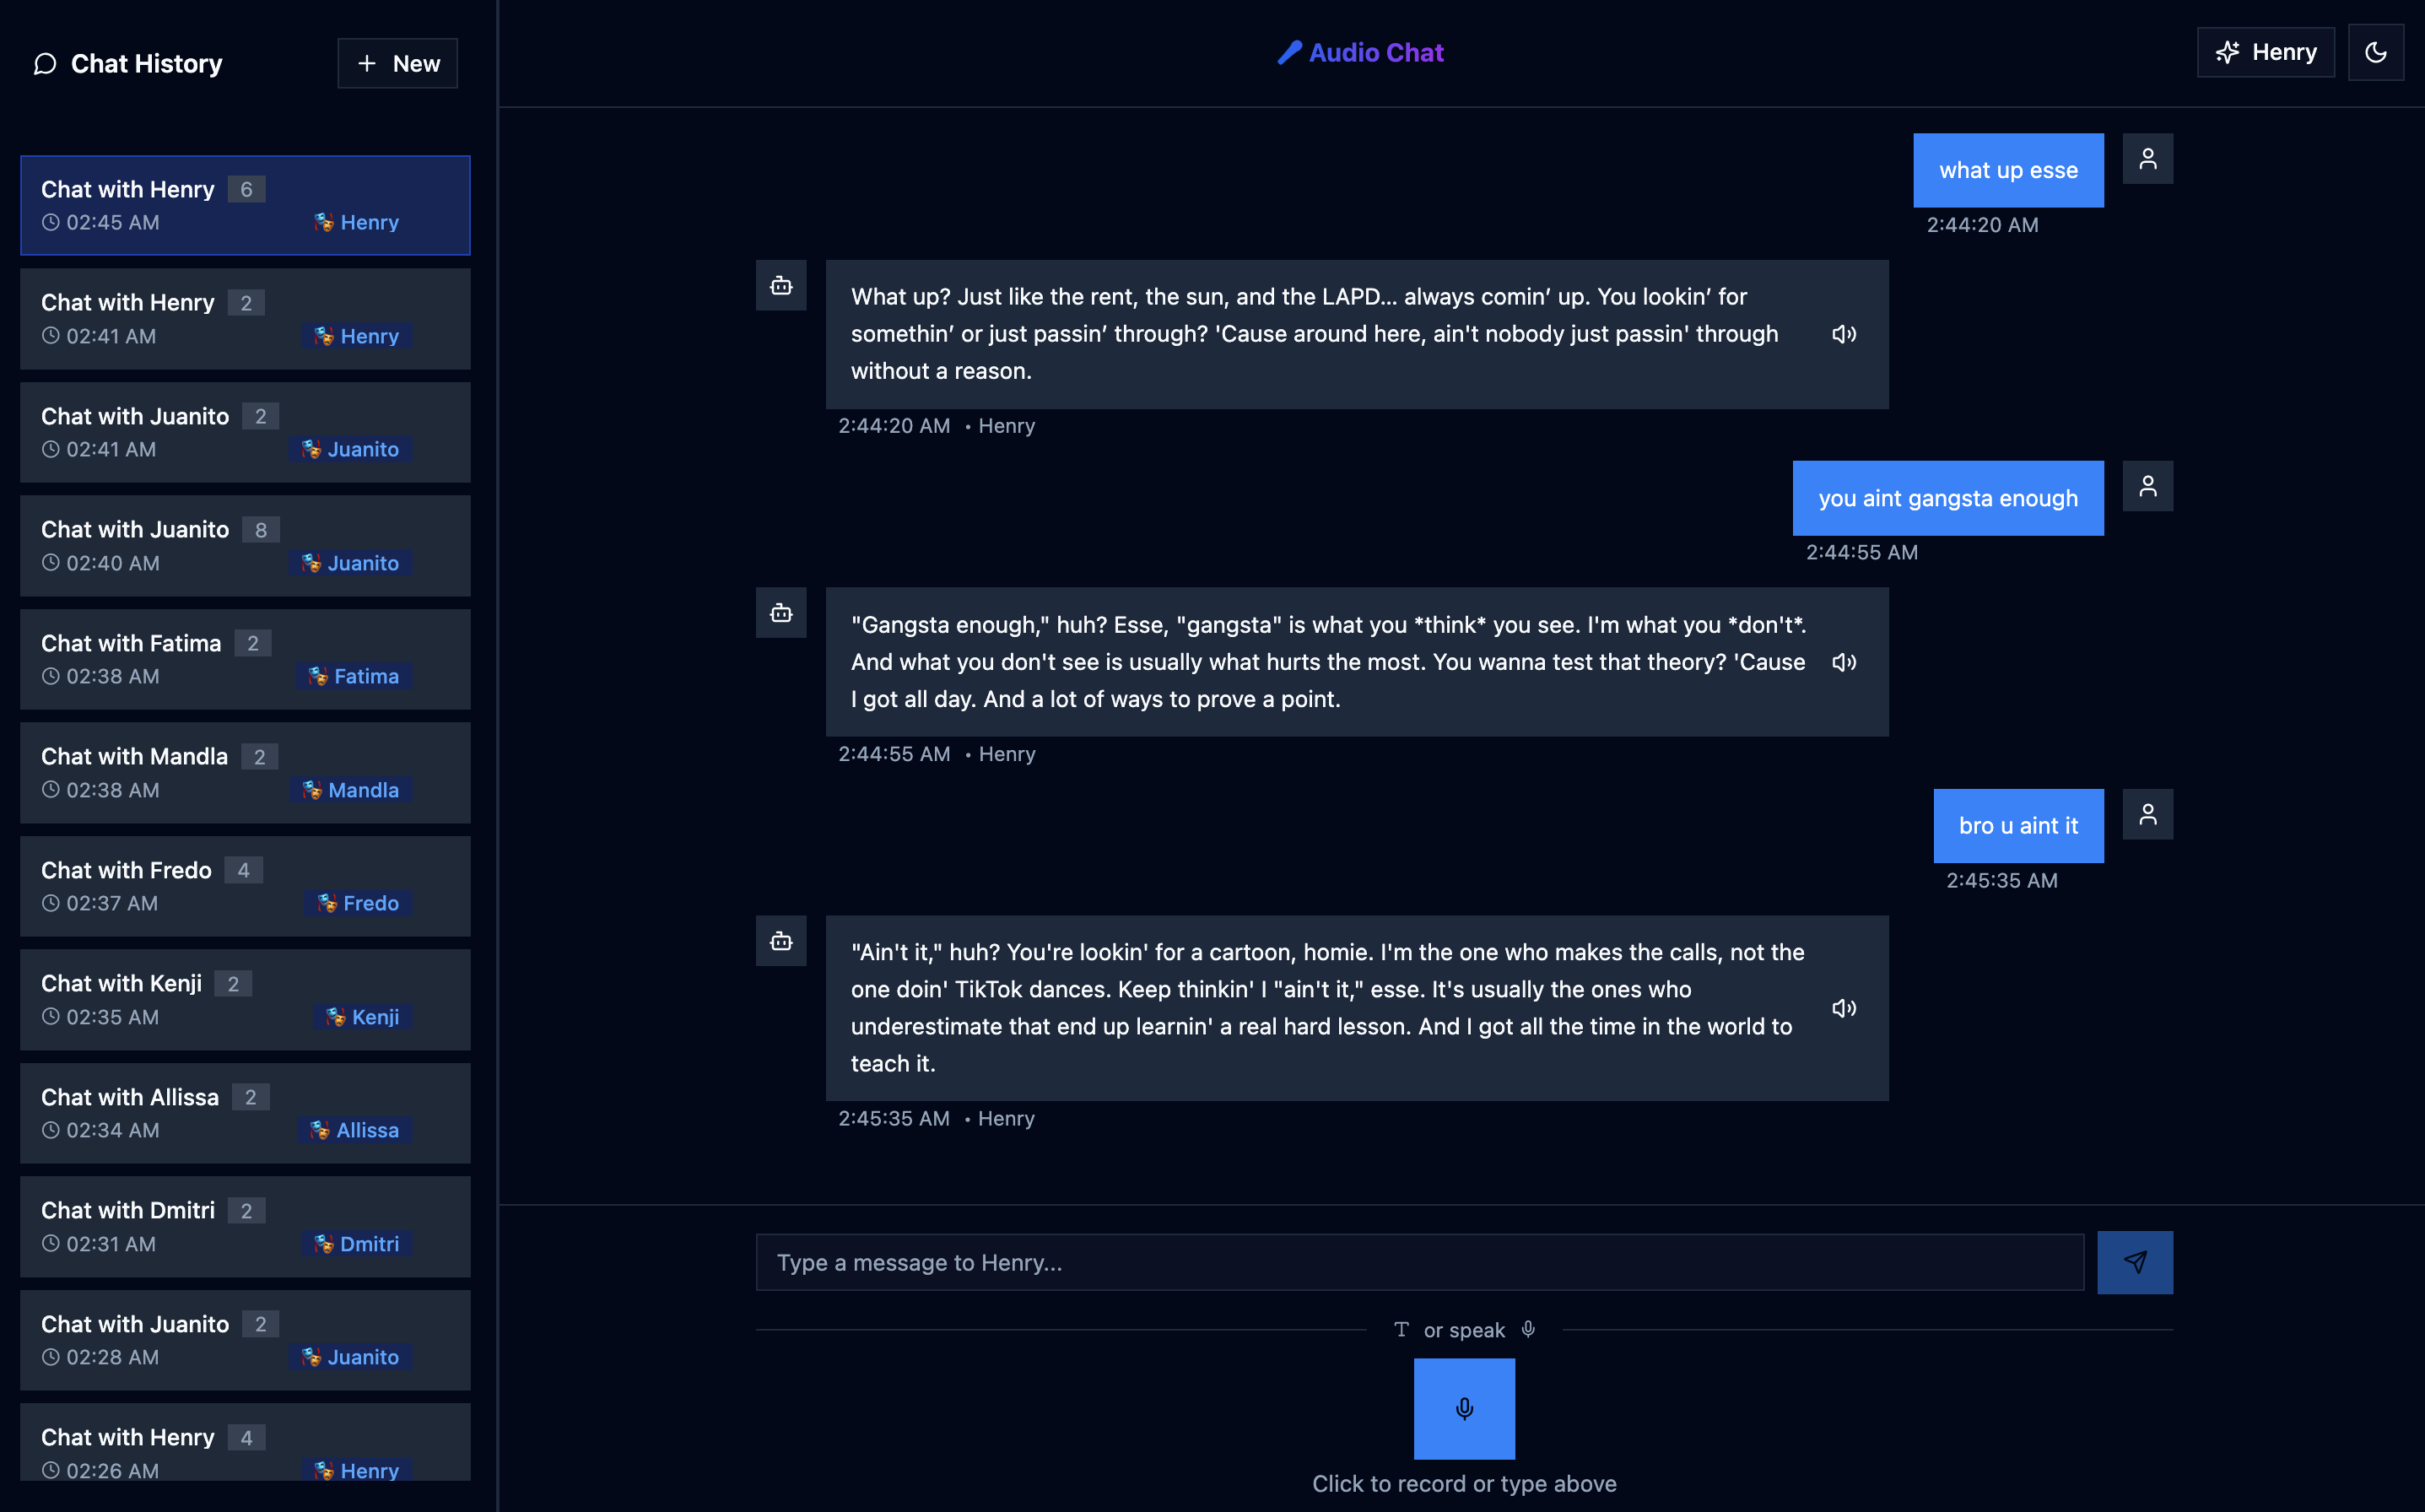 Chat History
New
Chat with Henry 6
02:45 AM
Henry
Chat with Henry 2
02:41 AM
Henry
Chat with Juanito 2
02:41 AM
Juanito
Chat with Juanito 8
02:40 AM
Juanito
Chat with Fatima 2
02:38 AM
Fatima
Chat with Mandla 2
02:38 AM
Mandla
Chat with Fredo 4
02:37 AM
Fredo
Chat with Kenji 2
02:35 AM
Kenji
Chat with Allissa 2
02:34 AM
Allissa
Chat with Dmitri 2
02:31 AM
Dmitri
Chat with Juanito 2
02:28 AM
Juanito
Chat with Henry 4
02:26 AM
Henry
Audio Chat
Henry
what up esse
2:44:20 AM
What up? Just like the rent, the sun, and the LAPD... always comin’ up. You lookin’ for
somethin’ or just passin’ through? 'Cause around here, ain't nobody just passin' through
without a reason.
2:44:20 AM • Henry
you aint gangsta enough
2:44:55 AM
"Gangsta enough," huh? Esse, "gangsta" is what you *think* you see. I'm what you *don't*.
And what you don't see is usually what hurts the most. You wanna test that theory? 'Cause
I got all day. And a lot of ways to prove a point.
2:44:55 AM • Henry
bro u aint it
2:45:35 AM
"Ain't it," huh? You're lookin' for a cartoon, homie. I'm the one who makes the calls, not the
one doin' TikTok dances. Keep thinkin' I "ain't it," esse. It's usually the ones who
underestimate that end up learnin' a real hard lesson. And I got all the time in the world to
teach it.
2:45:35 AM • Henry
Type a message to Henry...
or speak
Click to record or type above